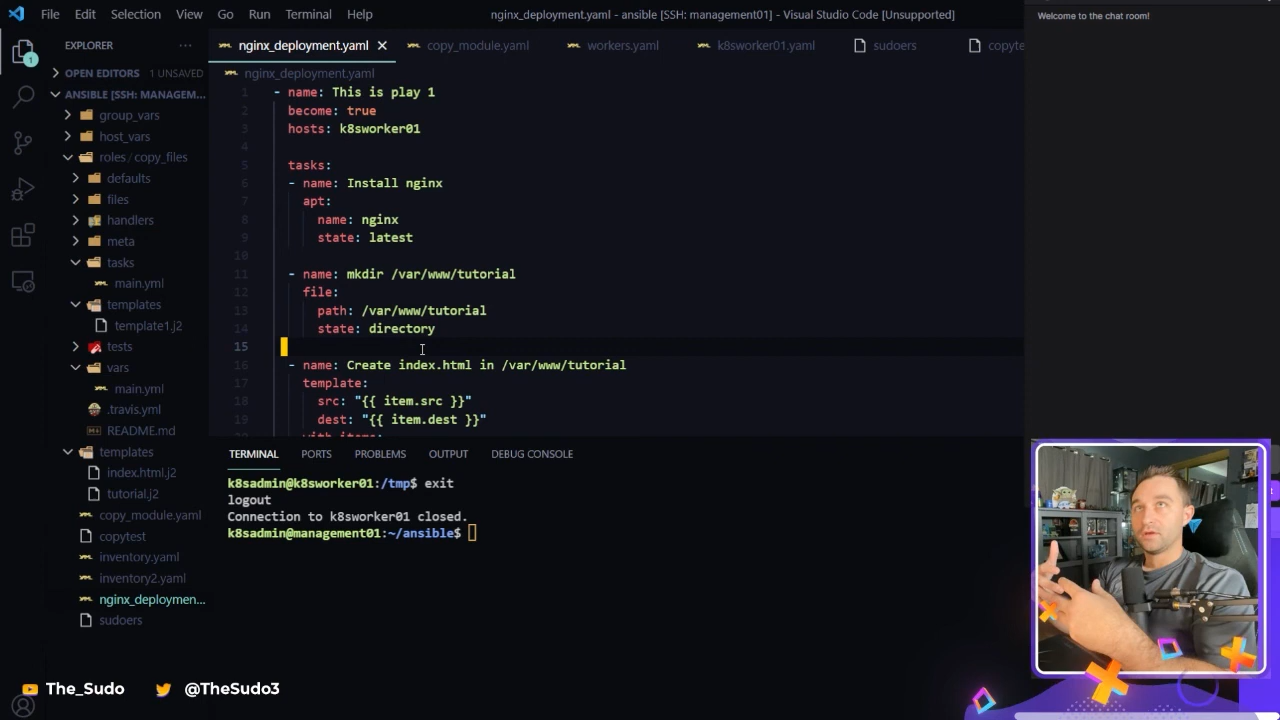 File Edit Selection View Go Run Terminal Help
nginx_deployment.yaml - ansible [SSH: management01] - Visual Studio Code [Unsupported]
Welcome to the chat room!
EXPLORER ...
1
OPEN EDITORS 1 UNSAVED
ANSIBLE [SSH: MANAGEM...
group_vars
host_vars
roles / copy_files
defaults
files
handlers
meta
tasks
main.yml
templates
template1.j2
tests
vars
main.yml
.travis.yml
README.md
templates
index.html.j2
tutorial.j2
copy_module.yaml
copytest
inventory.yaml
inventory2.yaml
nginx_deploymen...
sudoers
nginx_deployment.yaml copy_module.yaml workers.yaml k8sworker01.yaml sudoers copyte
nginx_deployment.yaml
1 - name: This is play 1
2 become: true
3 hosts: k8sworker01
4
5 tasks:
6 - name: Install nginx
7 apt:
8 name: nginx
9 state: latest
10
11 - name: mkdir /var/www/tutorial
12 file:
13 path: /var/www/tutorial
14 state: directory
15
16 - name: Create index.html in /var/www/tutorial
17 template:
18 src: "{{ item.src }}"
19 dest: "{{ item.dest }}"
with_items:
TERMINAL PORTS PROBLEMS OUTPUT DEBUG CONSOLE
k8sadmin@k8sworker01:/tmp$ exit
logout
Connection to k8sworker01 closed.
k8sadmin@management01:~/ansible$
The_Sudo @TheSudo3